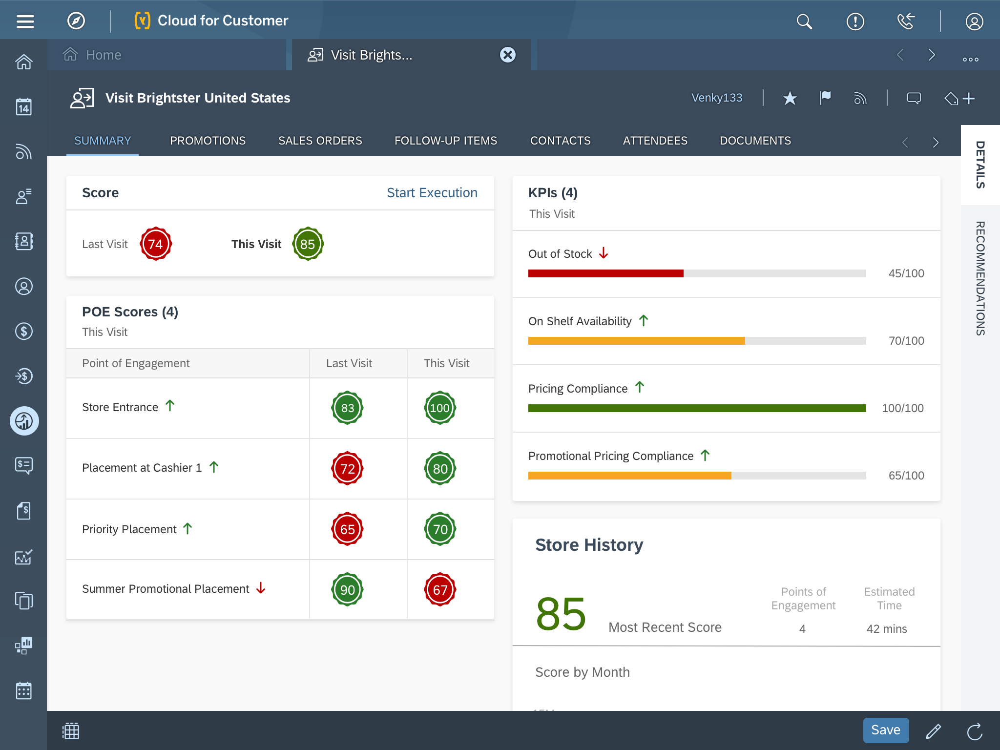 Cloud for Customer
Home
Visit Brights...
14
Visit Brightster United States
Venky133
SUMMARY
PROMOTIONS
SALES ORDERS
FOLLOW-UP ITEMS
CONTACTS
ATTENDEES
DOCUMENTS
DETAILS
RECOMMENDATIONS
Score
Start Execution
Last Visit
74
This Visit
85
POE Scores (4)
This Visit
Point of Engagement
Last Visit
This Visit
Store Entrance
83
100
Placement at Cashier 1
72
80
Priority Placement
65
70
Summer Promotional Placement
90
67
KPIs (4)
This Visit
Out of Stock
45/100
On Shelf Availability
70/100
Pricing Compliance
100/100
Promotional Pricing Compliance
65/100
Store History
85
Most Recent Score
Points of
Engagement
4
Estimated
Time
42 mins
Score by Month
Save